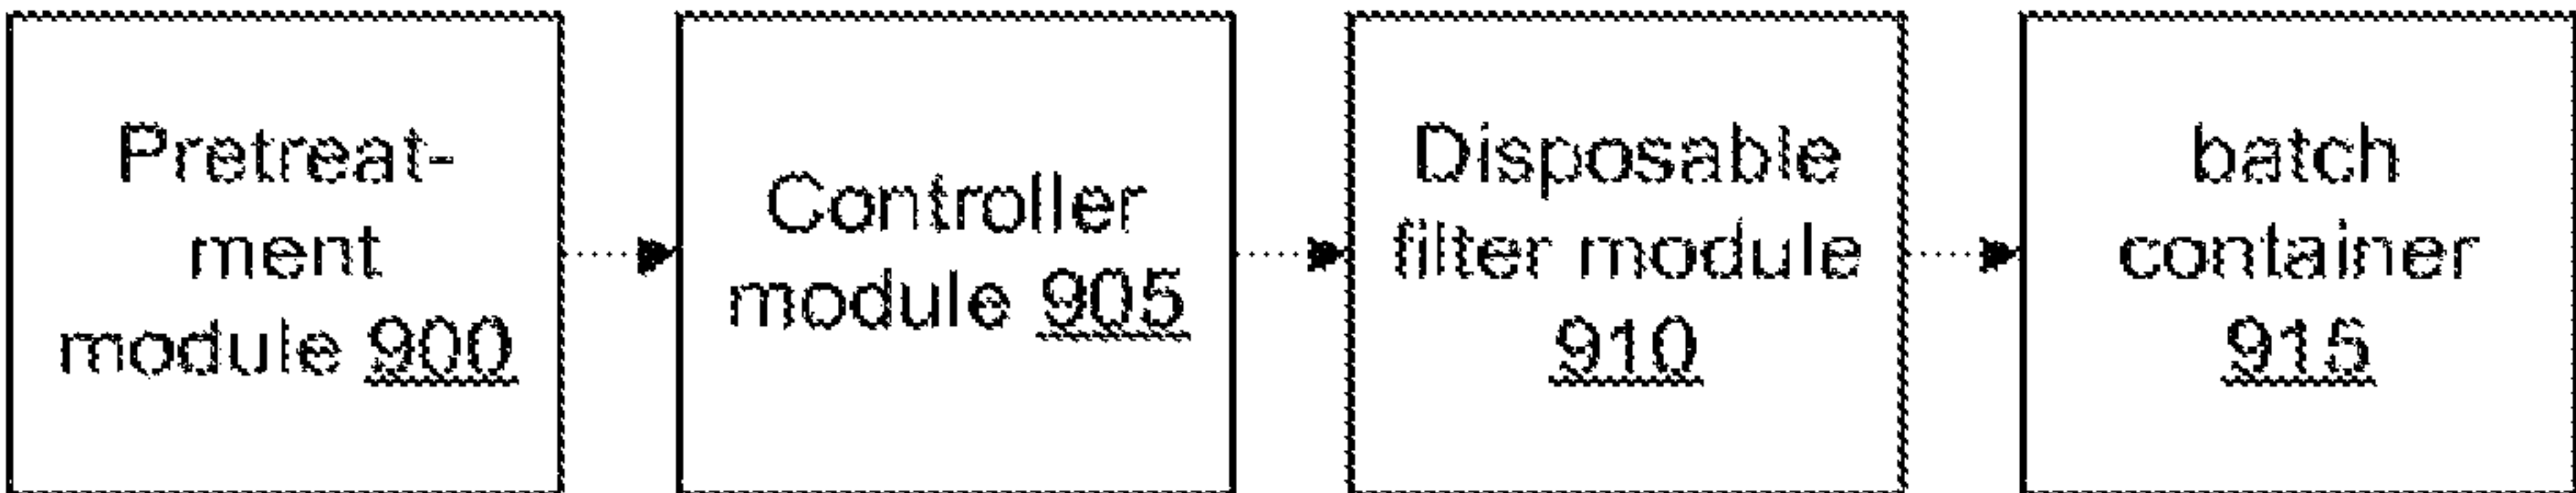 Pretreat-
ment
module 900
Controller
module 905
Disposable
filter module
910
batch
container
915